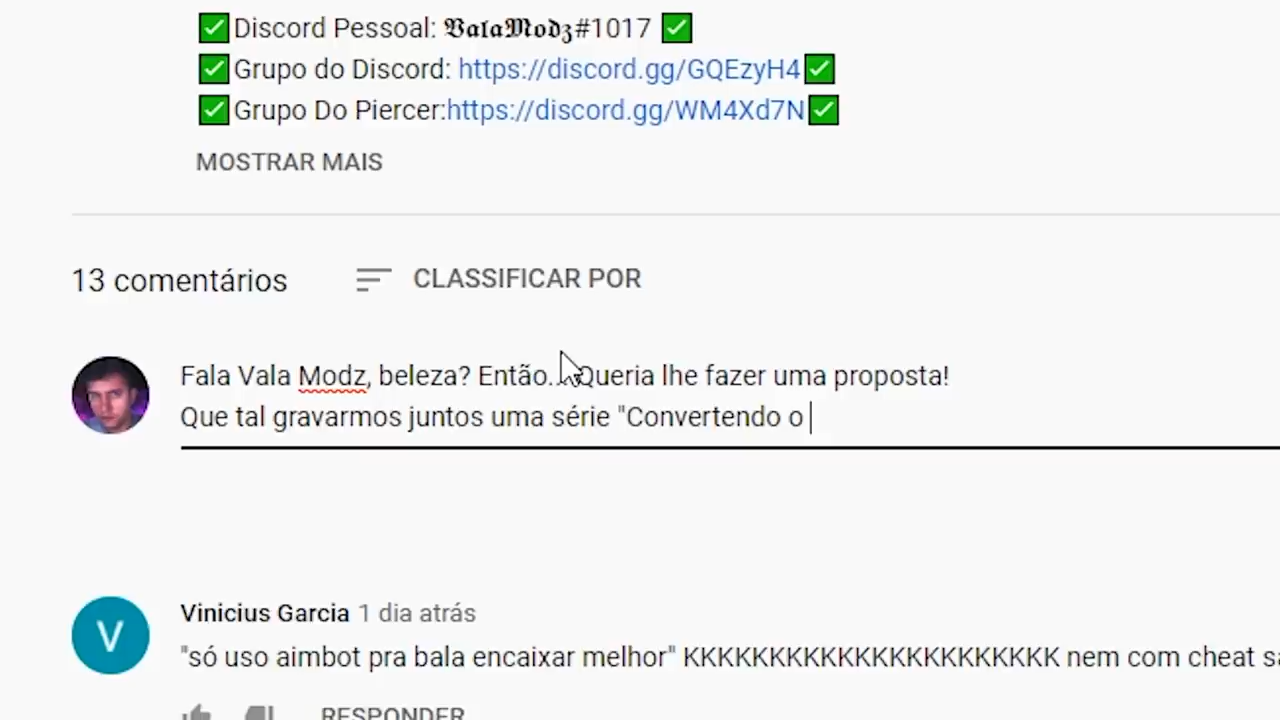 ✅Discord Pessoal: 𝖁𝖆𝖑𝖆𝕸𝖔𝖉𝖟#1017 ✅
✅Grupo do Discord: https://discord.gg/GQEzyH4✅
✅Grupo Do Piercer:https://discord.gg/WM4Xd7N✅
MOSTRAR MAIS
13 comentários CLASSIFICAR POR
Fala Vala Modz, beleza? Então... Queria lhe fazer uma proposta!
Que tal gravarmos juntos uma série "Convertendo o
V
Vinicius Garcia 1 dia atrás
"só uso aimbot pra bala encaixar melhor" KKKKKKKKKKKKKKKKKKKKKK nem com cheat
RESPONDER